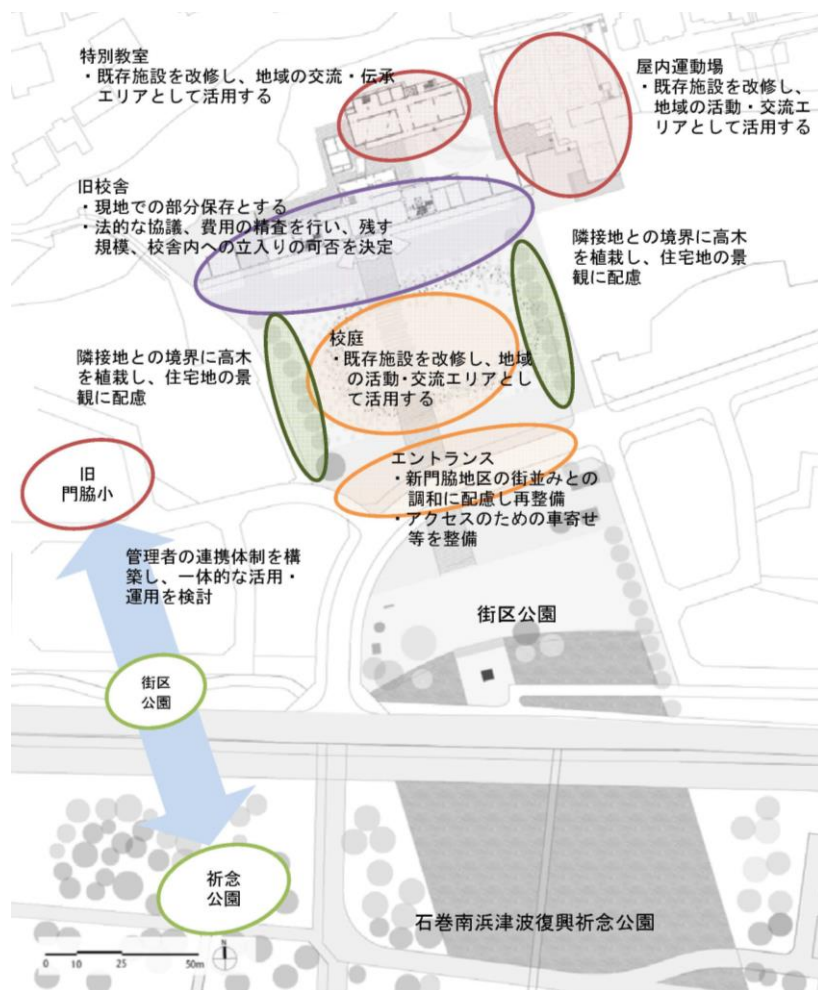 特別教室
・既存施設を改修し、地域の交流・伝承
エリアとして活用する
屋内運動場
・既存施設を改修し、
地域の活動・交流エ
リアとして活用する
旧校舎
・現地での部分保存とする
・法的な協議、費用の精査を行い、残す
規模、校舎内への立入りの可否を決定
隣接地との境界に高木
を植栽し、住宅地の景
観に配慮
校庭
・既存施設を改修し、地域
の活動・交流エリアとし
て活用する
隣接地との境界に高木
を植栽し、住宅地の景
観に配慮
エントランス
・新門脇地区の街並みとの
調和に配慮し再整備
・アクセスのための車寄せ
等を整備
旧
門脇小
管理者の連携体制を構
築し、一体的な活用・
運用を検討
街区公園
街区
公園
祈念
公園
石巻南浜津波復興祈念公園
0 10 25 50m
N